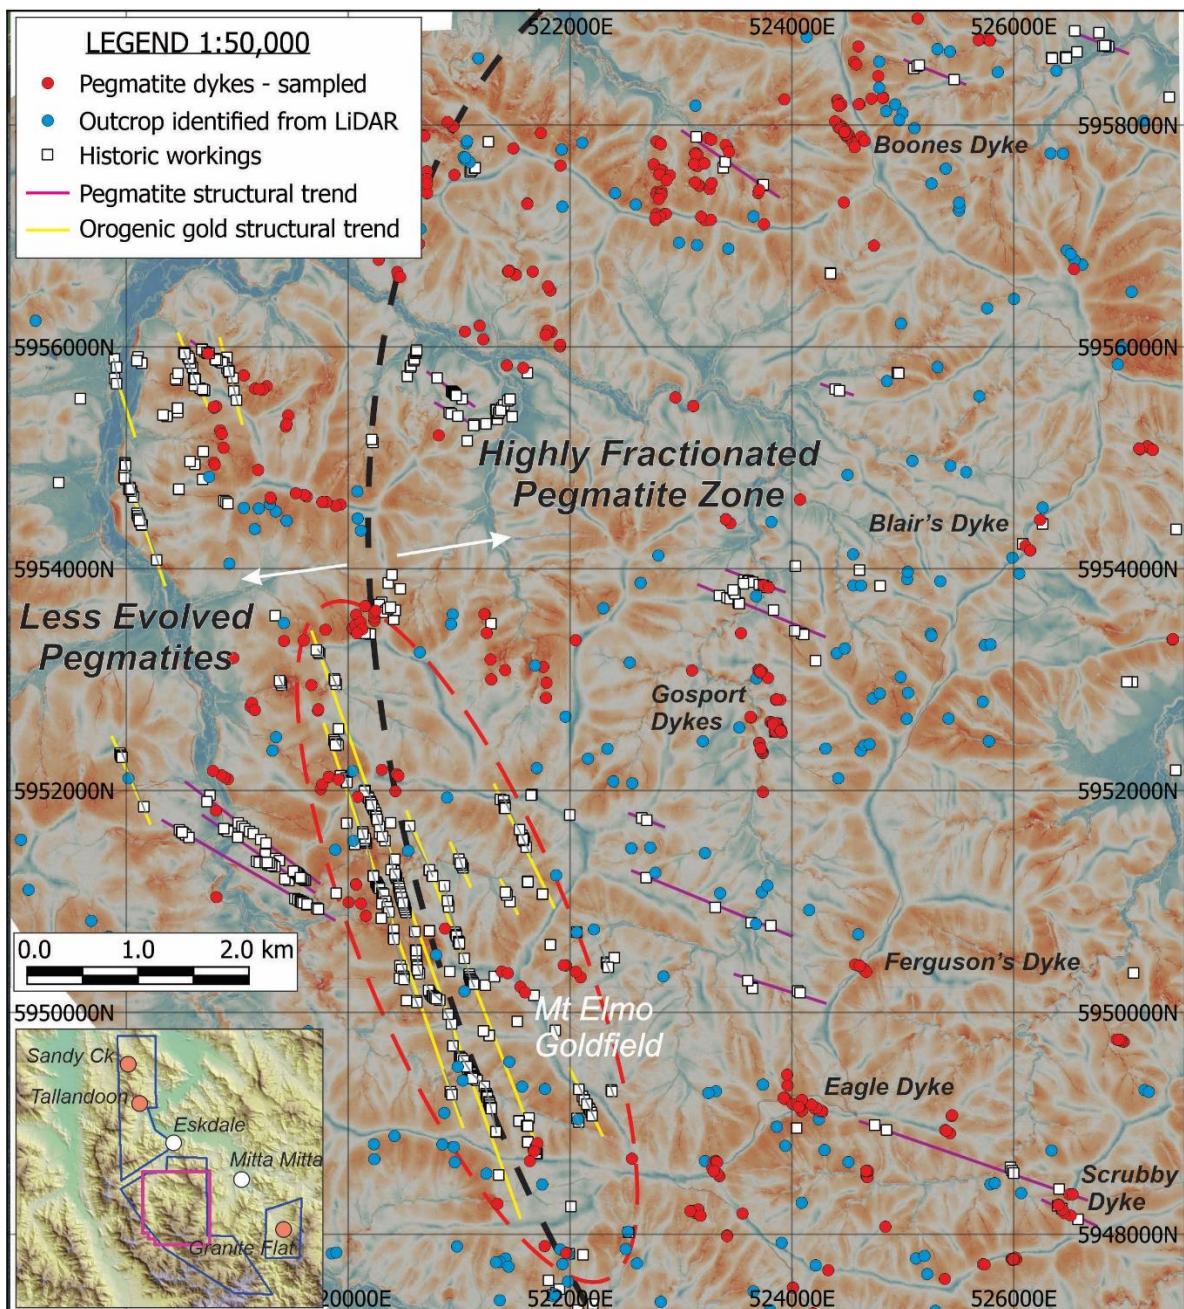 LEGEND 1:50,000
Pegmatite dykes - sampled
Outcrop identified from LiDAR
Historic workings
Pegmatite structural trend
Orogenic gold structural trend
522000E
524000E
526000E
5958000N
5958000N
Boones Dyke
5956000N
5956000N
Highly Fractionated
Pegmatite Zone
Blair's Dyke
5954000N
5954000N
Less Evolved
Pegmatites
Gosport
Dykes
5952000N
5952000N
0.0 1.0 2.0 km
Ferguson's Dyke
Mt Elmo
Goldfield
5950000N
5950000N
Sandy Ck
Tallandoon
Eskdale
Mitta Mitta
Granite Flat
Eagle Dyke
Scrubby
Dyke
5948000N
20000E
522000E
524000E
526000E